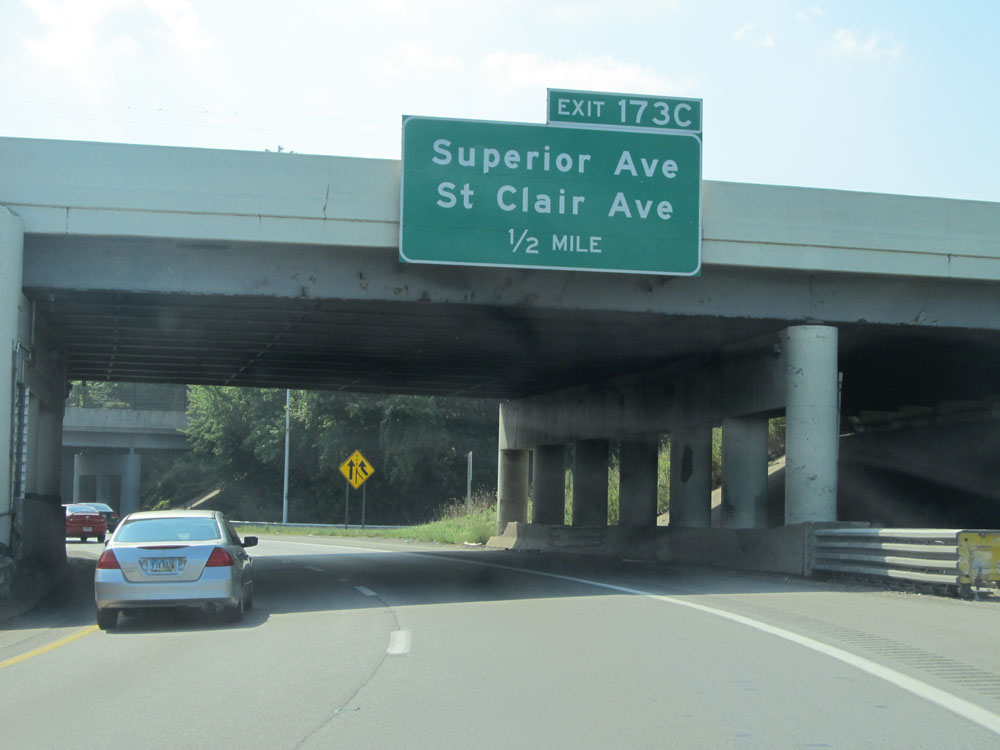 EXIT 173C
Superior Ave
St Clair Ave
1/2 MILE